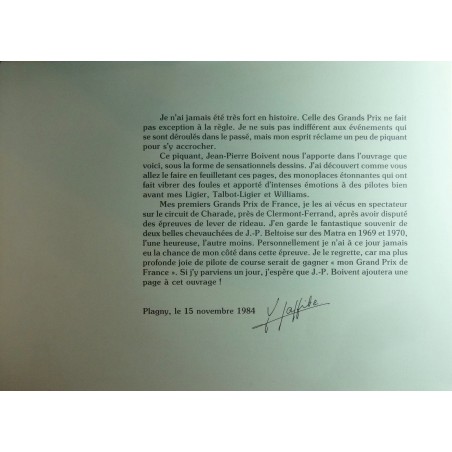 Je n'ai jamais été très fort en histoire. Celle des Grands Prix ne fait
pas exception à la règle. Je ne suis pas indifférent aux événements qui
se sont déroulés dans le passé, mais mon esprit réclame un peu de piquant
pour s'y accrocher.
Ce piquant, Jean-Pierre Boivent nous l'apporte dans l'ouvrage que
voici, sous la forme de sensationnels dessins. J'ai découvert comme vous
allez le faire en feuilletant ces pages, des monoplaces étonnantes qui ont
fait vibrer des foules et apporté d'intenses émotions à des pilotes bien
avant mes Ligier, Talbot-Ligier et Williams.
Mes premiers Grands Prix de France, je les ai vécus en spectateur
sur le circuit de Charade, près de Clermont-Ferrand, après avoir disputé
des épreuves de lever de rideau. J'en garde le fantastique souvenir de
deux belles chevauchées de J.-P. Beltoise sur des Matra en 1969 et 1970,
l'une heureuse, l'autre moins. Personnellement je n'ai à ce jour jamais
eu la chance de mon côté dans cette épreuve. Je le regrette, car ma plus
profonde joie de pilote de course serait de gagner « mon Grand Prix de
France ». Si j'y parviens un jour, j'espère que J.-P. Boivent ajoutera une
page à cet ouvrage !
Plagny, le 15 novembre 1984